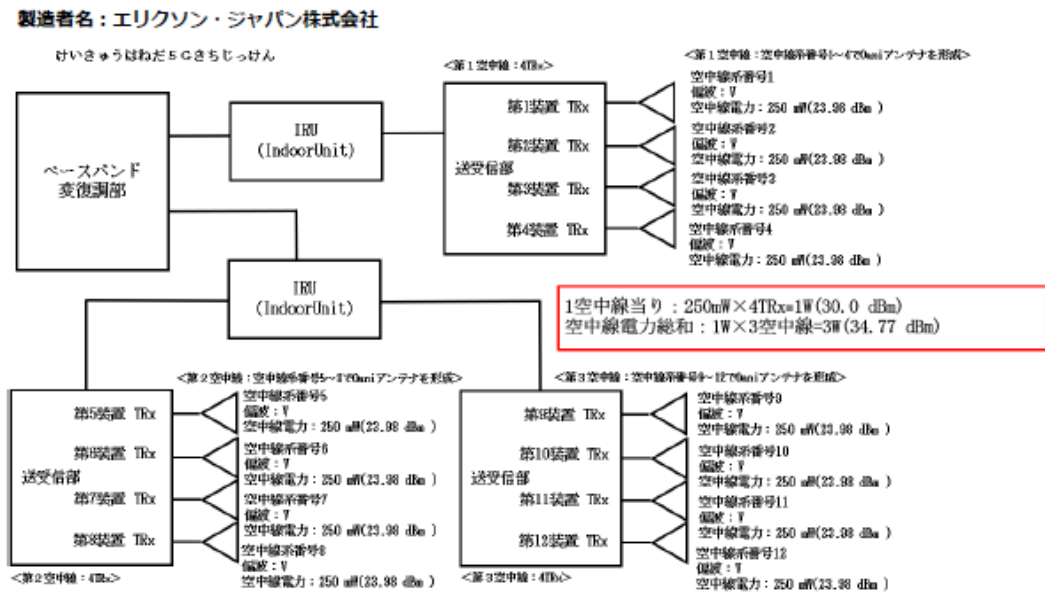 製造者名：エリクソン・ジャパン株式会社
けいきゅうはねだ５Ｇきちじっけん
<第１空中線：4TRx>
<第１空中線：空中線系番号1～4でOmniアンテナを形成>
ベースバンド
変復調部
IRU
(IndoorUnit)
送受信部
第1装置 TRx
第2装置 TRx
第3装置 TRx
第4装置 TRx
空中線系番号1
偏波：V
空中線電力：250 mW(23.98 dBm )
空中線系番号2
偏波：V
空中線電力：250 mW(23.98 dBm )
空中線系番号3
偏波：V
空中線電力：250 mW(23.98 dBm )
空中線系番号4
偏波：V
空中線電力：250 mW(23.98 dBm )
IRU
(IndoorUnit)
1空中線当り：250mW×4TRx=1W(30.0 dBm)
空中線電力総和：1W×3空中線=3W(34.77 dBm)
<第２空中線：空中線系番号5～8でOmniアンテナを形成>
送受信部
第5装置 TRx
第6装置 TRx
第7装置 TRx
第8装置 TRx
空中線系番号5
偏波：V
空中線電力：250 mW(23.98 dBm )
空中線系番号6
偏波：V
空中線電力：250 mW(23.98 dBm )
空中線系番号7
偏波：V
空中線電力：250 mW(23.98 dBm )
空中線系番号8
偏波：V
空中線電力：250 mW(23.98 dBm )
<第２空中線：4TRx>
<第３空中線：空中線系番号9～12でOmniアンテナを形成>
送受信部
第9装置 TRx
第10装置 TRx
第11装置 TRx
第12装置 TRx
空中線系番号9
偏波：V
空中線電力：250 mW(23.98 dBm )
空中線系番号10
偏波：V
空中線電力：250 mW(23.98 dBm )
空中線系番号11
偏波：V
空中線電力：250 mW(23.98 dBm )
空中線系番号12
偏波：V
空中線電力：250 mW(23.98 dBm )
<第３空中線：4TRx>